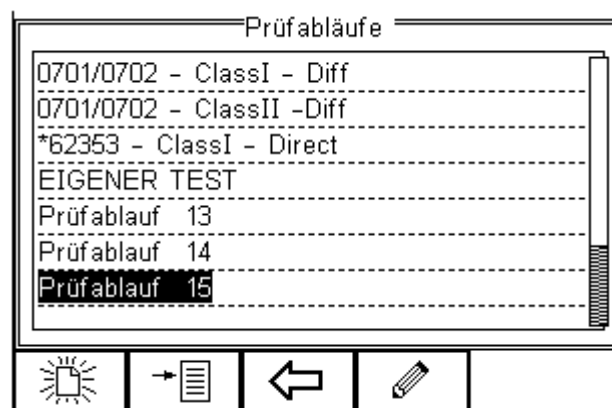 Prüfabläufe
0701/0702 - ClassI - Diff
0701/0702 - ClassII -Diff
*62353 - ClassI - Direct
EIGENER TEST
Prüfablauf 13
Prüfablauf 14
Prüfablauf 15